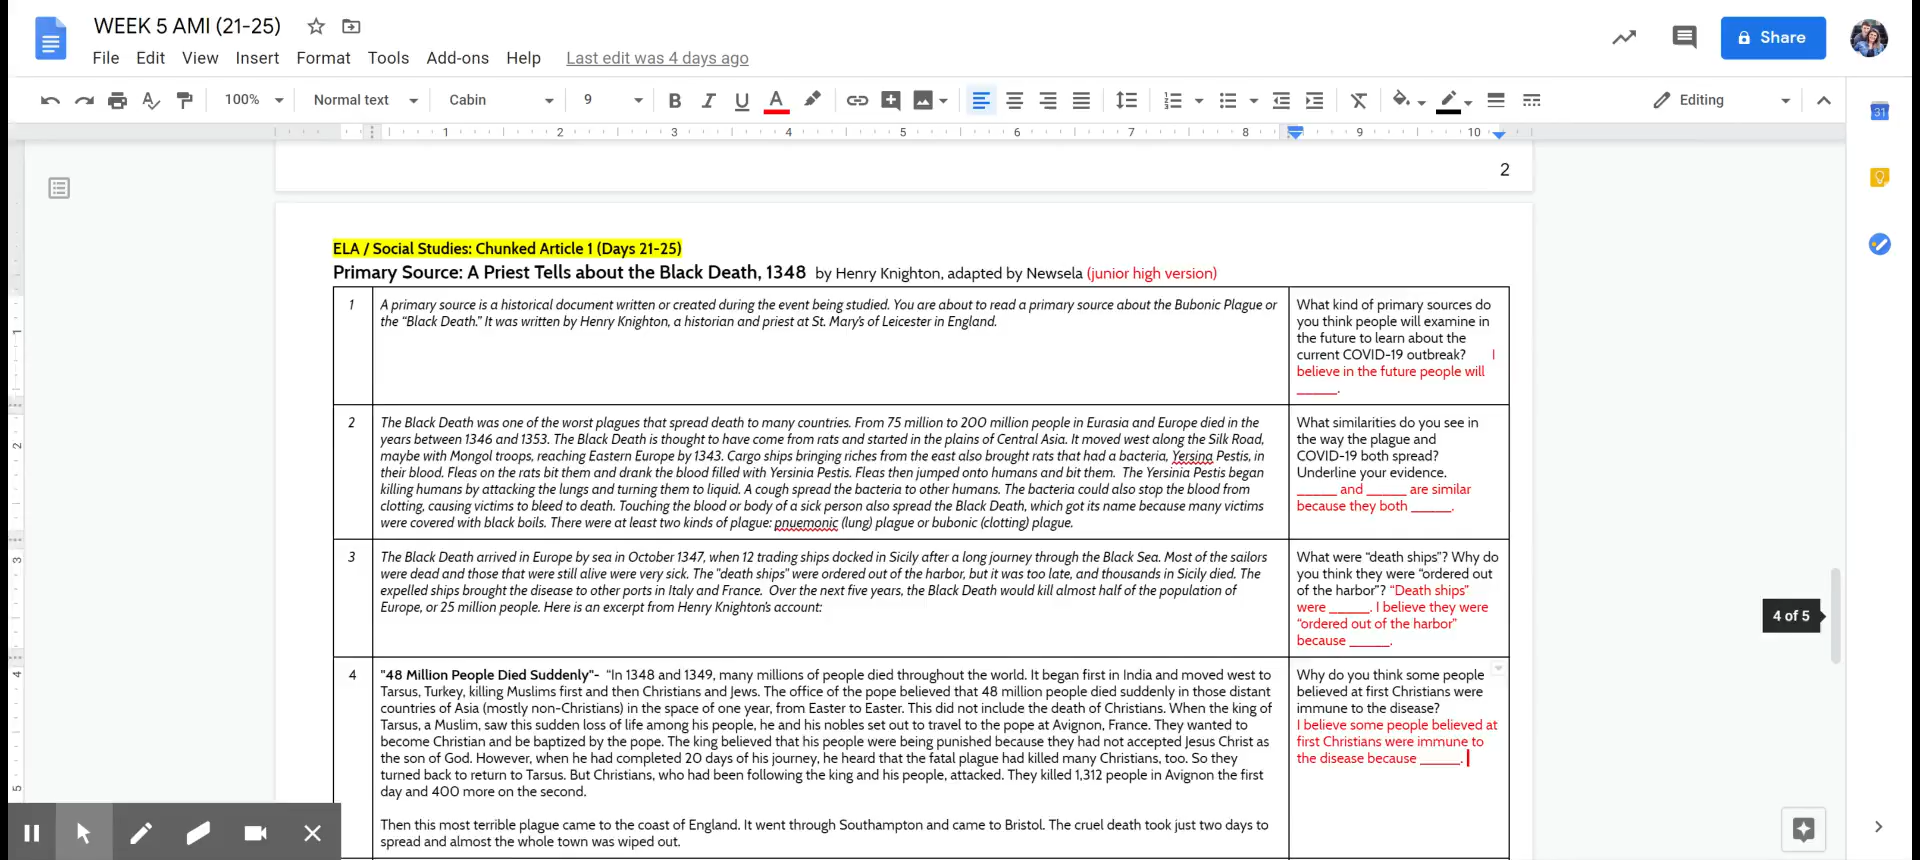 WEEK 5 AMI (21-25)
File Edit View Insert Format Tools Add-ons Help Last edit was 4 days ago
Share
100% Normal text Cabin 9 Editing
1 2 3 4 5 6 7 8 9 10
31
2
ELA / Social Studies: Chunked Article 1 (Days 21-25)
Primary Source: A Priest Tells about the Black Death, 1348 by Henry Knighton, adapted by Newsela (junior high version)
1
A primary source is a historical document written or created during the event being studied. You are about to read a primary source about the Bubonic Plague or
the “Black Death.” It was written by Henry Knighton, a historian and priest at St. Mary's of Leicester in England.
What kind of primary sources do
you think people will examine in
the future to learn about the
current COVID-19 outbreak? I
believe in the future people will
______.
2
The Black Death was one of the worst plagues that spread death to many countries. From 75 million to 200 million people in Eurasia and Europe died in the
years between 1346 and 1353. The Black Death is thought to have come from rats and started in the plains of Central Asia. It moved west along the Silk Road,
maybe with Mongol troops, reaching Eastern Europe by 1343. Cargo ships bringing riches from the east also brought rats that had a bacteria, Yersina Pestis, in
their blood. Fleas on the rats bit them and drank the blood filled with Yersinia Pestis. Fleas then jumped onto humans and bit them. The Yersinia Pestis began
killing humans by attacking the lungs and turning them to liquid. A cough spread the bacteria to other humans. The bacteria could also stop the blood from
clotting, causing victims to bleed to death. Touching the blood or body of a sick person also spread the Black Death, which got its name because many victims
were covered with black boils. There were at least two kinds of plague: pnuemonic (lung) plague or bubonic (clotting) plague.
What similarities do you see in
the way the plague and
COVID-19 both spread?
Underline your evidence.
______ and ______ are similar
because they both ______.
3
The Black Death arrived in Europe by sea in October 1347, when 12 trading ships docked in Sicily after a long journey through the Black Sea. Most of the sailors
were dead and those that were still alive were very sick. The "death ships" were ordered out of the harbor, but it was too late, and thousands in Sicily died. The
expelled ships brought the disease to other ports in Italy and France. Over the next five years, the Black Death would kill almost half of the population of
Europe, or 25 million people. Here is an excerpt from Henry Knighton's account:
What were “death ships”? Why do
you think they were “ordered out
of the harbor”? “Death ships”
were ______. I believe they were
“ordered out of the harbor”
because ______.
4 of 5
4
"48 Million People Died Suddenly"- “In 1348 and 1349, many millions of people died throughout the world. It began first in India and moved west to
Tarsus, Turkey, killing Muslims first and then Christians and Jews. The office of the pope believed that 48 million people died suddenly in those distant
countries of Asia (mostly non-Christians) in the space of one year, from Easter to Easter. This did not include the death of Christians. When the king of
Tarsus, a Muslim, saw this sudden loss of life among his people, he and his nobles set out to travel to the pope at Avignon, France. They wanted to
become Christian and be baptized by the pope. The king believed that his people were being punished because they had not accepted Jesus Christ as
the son of God. However, when he had completed 20 days of his journey, he heard that the fatal plague had killed many Christians, too. So they
turned back to return to Tarsus. But Christians, who had been following the king and his people, attacked. They killed 1,312 people in Avignon the first
day and 400 more on the second.
Then this most terrible plague came to the coast of England. It went through Southampton and came to Bristol. The cruel death took just two days to
spread and almost the whole town was wiped out.
Why do you think some people
believed at first Christians were
immune to the disease?
I believe some people believed at
first Christians were immune to
the disease because ______.
1
2
3
4
5